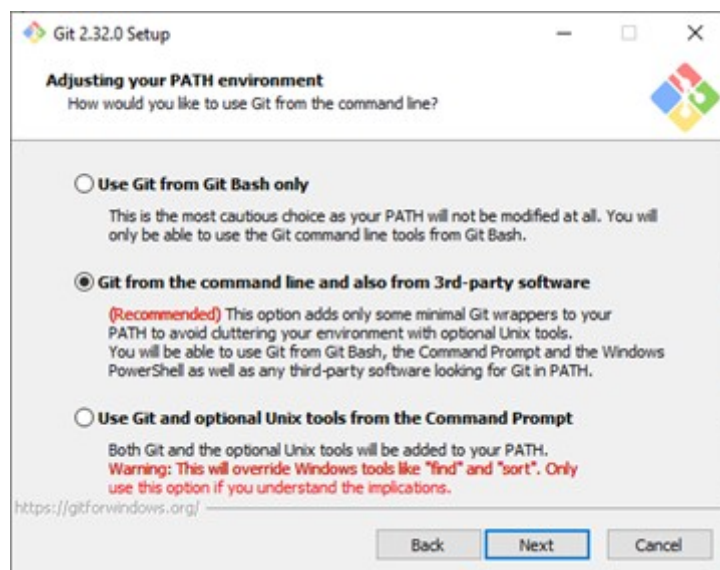 Git 2.32.0 Setup
Adjusting your PATH environment
How would you like to use Git from the command line?
Use Git from Git Bash only
This is the most cautious choice as your PATH will not be modified at all. You will
only be able to use the Git command line tools from Git Bash.
Git from the command line and also from 3rd-party software
(Recommended) This option adds only some minimal Git wrappers to your
PATH to avoid cluttering your environment with optional Unix tools.
You will be able to use Git from Git Bash, the Command Prompt and the Windows
PowerShell as well as any third-party software looking for Git in PATH.
Use Git and optional Unix tools from the Command Prompt
Both Git and the optional Unix tools will be added to your PATH.
Warning: This will override Windows tools like "find" and "sort". Only
use this option if you understand the implications.
https://gitforwindows.org/
Back
Next
Cancel